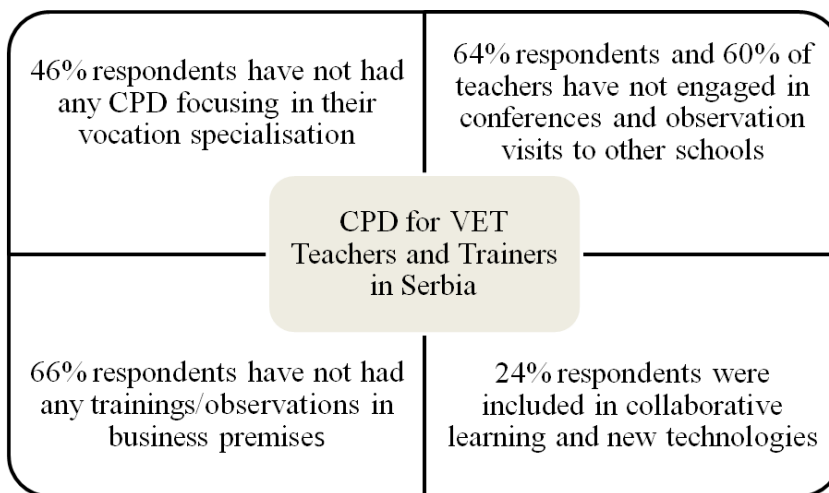 46% respondents have not had
any CPD focusing in their
vocation specialisation
64% respondents and 60% of
teachers have not engaged in
conferences and observation
visits to other schools
CPD for VET
Teachers and Trainers
in Serbia
66% respondents have not had
any trainings/observations in
business premises
24% respondents were
included in collaborative
learning and new technologies